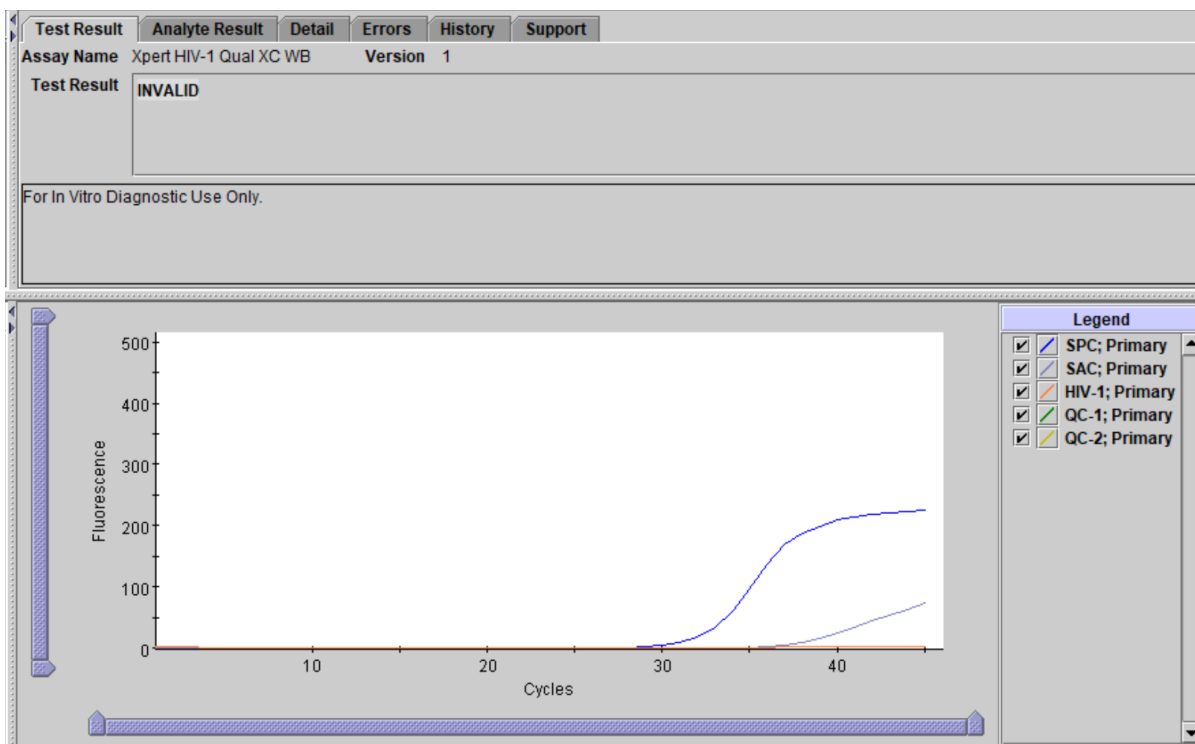 Test Result Analyte Result Detail Errors History Support
Assay Name Xpert HIV-1 Qual XC WB Version 1
Test Result INVALID
For In Vitro Diagnostic Use Only.
500
400
300
200
100
0
Fluorescence
10 20 30 40
Cycles
Legend
SPC; Primary
SAC; Primary
HIV-1; Primary
QC-1; Primary
QC-2; Primary